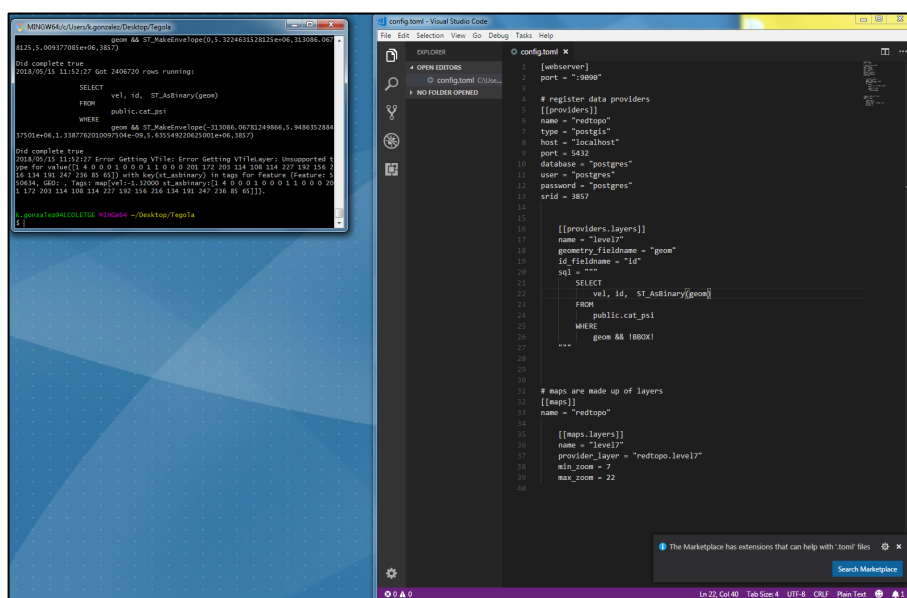 MINGW64:/c/Users/k.gonzalez/Desktop/Tegola
geom && ST_MakeEnvelope(0,5.3224631528125e+06,313086.067
8125,5.009377085e+06,3857)
Did complete true
2018/05/15 11:52:27 Got 2406720 rows running:
SELECT
vel, id,  ST_AsBinary(geom)
FROM
public.cat_psi
WHERE
geom && ST_MakeEnvelope(-313086.06781249866,5.9486352884
37501e+06,1.3387762010097504e-09,5.635549220625001e+06,3857)
Did complete true
2018/05/15 11:52:27 Error Getting VTile: Error Getting VTileLayer: Unsupported t
ype for value([1 4 0 0 0 1 0 0 0 1 1 0 0 0 201 172 203 114 108 114 227 192 156 2
16 134 191 247 236 85 65]) with key(st_asbinary) in tags for feature {Feature: 5
50634, GEO: , Tags: map[vel:-1.32000 st_asbinary:[1 4 0 0 0 1 0 0 0 1 1 0 0 0 20
1 172 203 114 108 114 227 192 156 216 134 191 247 236 85 65]]}.
k.gonzalez@ALCOLETGE MINGW64 ~/Desktop/Tegola
$
config.toml - Visual Studio Code
File Edit Selection View Go Debug Tasks Help
EXPLORER
OPEN EDITORS
config.toml C:\Use...
NO FOLDER OPENED
config.toml ×
1 [webserver]
2 port = ":9090"
3
4 # register data providers
5 [[providers]]
6 name = "redtopo"
7 type = "postgis"
8 host = "localhost"
9 port = 5432
10 database = "postgres"
11 user = "postgres"
12 password = "postgres"
13 srid = 3857
14
15
16 [[providers.layers]]
17 name = "level7"
18 geometry_fieldname = "geom"
19 id_fieldname = "id"
20 sql = """
21 SELECT
22 vel, id,  ST_AsBinary(geom)
23 FROM
24 public.cat_psi
25 WHERE
26 geom && !BBOX!
27 """
28
29
30
31 # maps are made up of layers
32 [[maps]]
33 name = "redtopo"
34
35 [[maps.layers]]
36 name = "level7"
37 provider_layer = "redtopo.level7"
38 min_zoom = 7
39 max_zoom = 22
40
The Marketplace has extensions that can help with '.toml' files
Search Marketplace
0 0
Ln 22, Col 40 Tab Size: 4 UTF-8 CRLF Plain Text 1